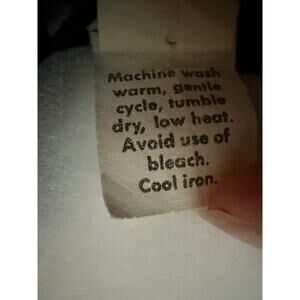 Machine wash
warm, gentle
cycle, tumble
dry, low heat.
Avoid use of
bleach.
Cool iron.